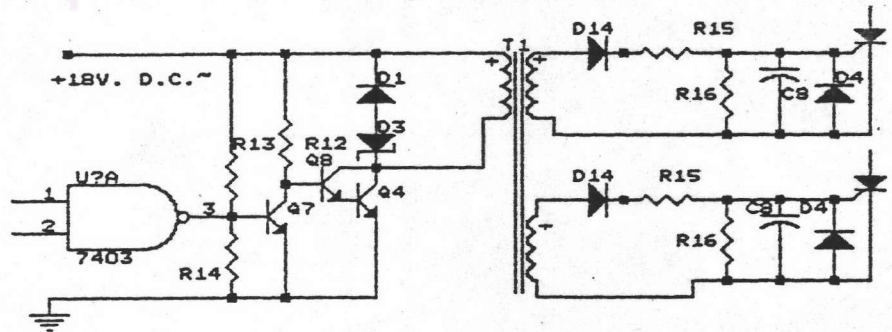 T1
D14
R15
+
+
+18V. D.C.~
D1
R16
C8
D4
R13
R12
D3
Q8
U?A
1
2
3
Q7
Q4
7403
R14
D14
R15
C8
D4
+
R16